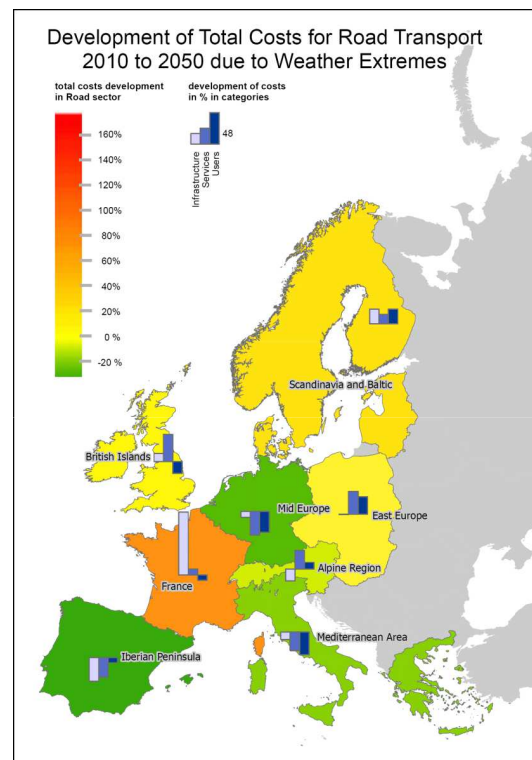 Development of Total Costs for Road Transport
2010 to 2050 due to Weather Extremes
total costs development
in Road sector
development of costs
in % in categories
160%
140%
120%
100%
80%
60%
40%
20%
0 %
-20 %
48
Infrastructure
Services
Users
Scandinavia and Baltic
British Islands
Mid Europe
East Europe
Alpine Region
France
Mediterranean Area
Iberian Peninsula